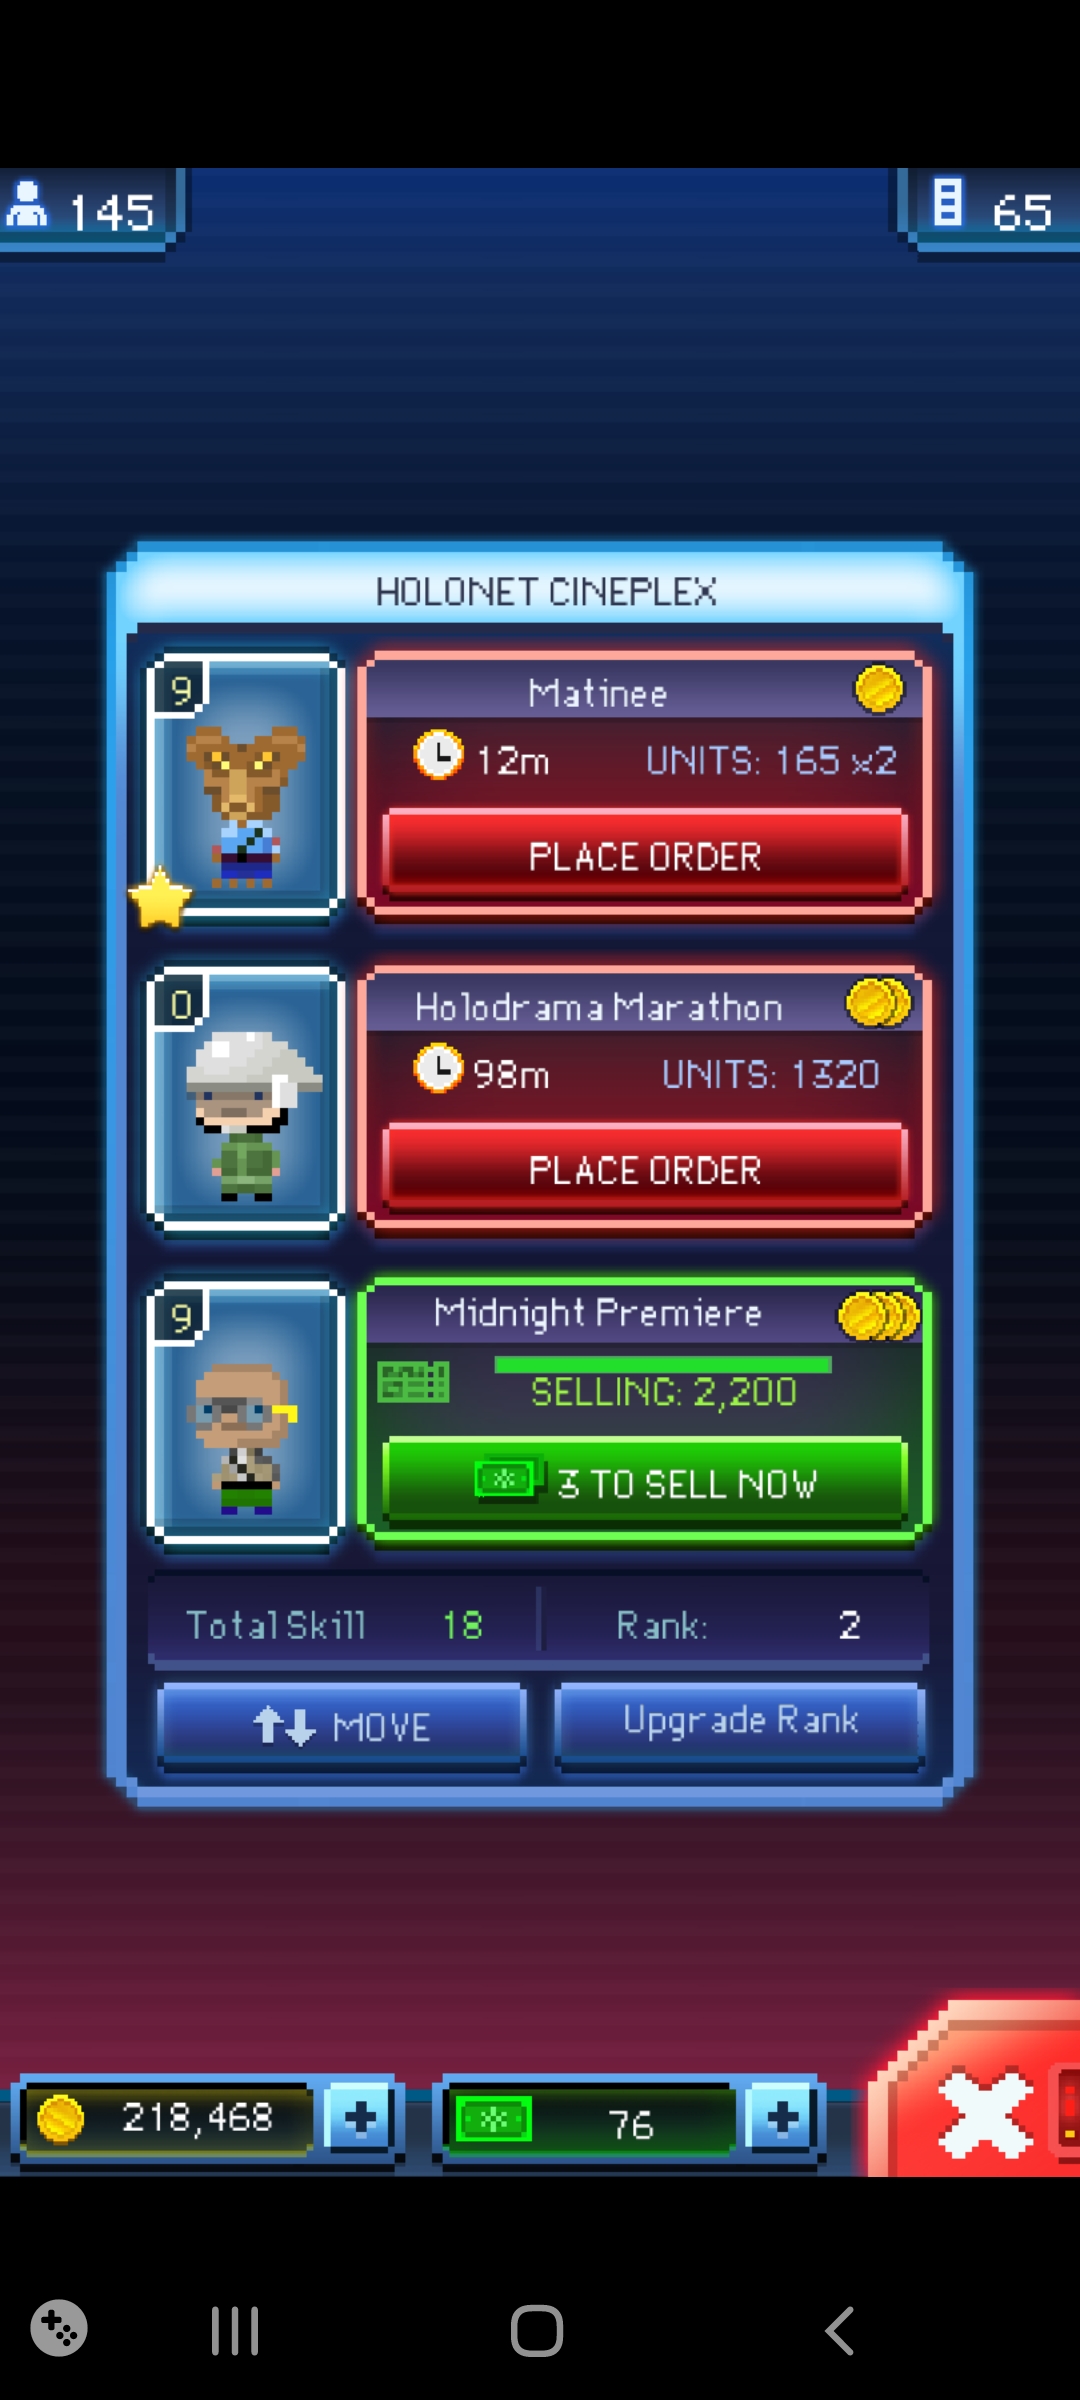 145
65
HOLONET CINEPLEX
9
Matinee
12m UNITS: 165 x2
PLACE ORDER
0
Holodrama Marathon
98m UNITS: 1320
PLACE ORDER
9
Midnight Premiere
SELLING: 2,200
3 TO SELL NOW
Total Skill 18 Rank: 2
MOVE Upgrade Rank
218,468 + 76 +